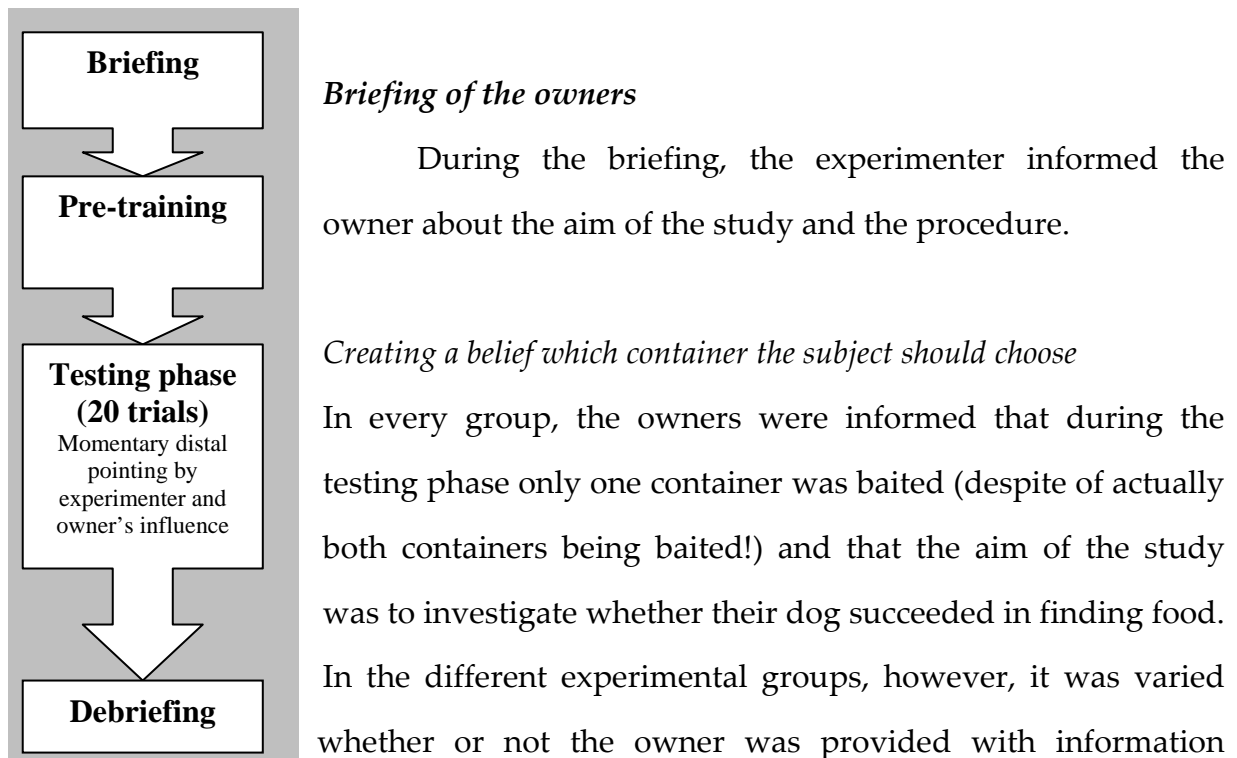 Briefing
Pre-training
Testing phase
(20 trials)
Momentary distal
pointing by
experimenter and
owner's influence
Debriefing
Briefing of the owners
During the briefing, the experimenter informed the
owner about the aim of the study and the procedure.
Creating a belief which container the subject should choose
In every group, the owners were informed that during the
testing phase only one container was baited (despite of actually
both containers being baited!) and that the aim of the study
was to investigate whether their dog succeeded in finding food.
In the different experimental groups, however, it was varied
whether or not the owner was provided with information